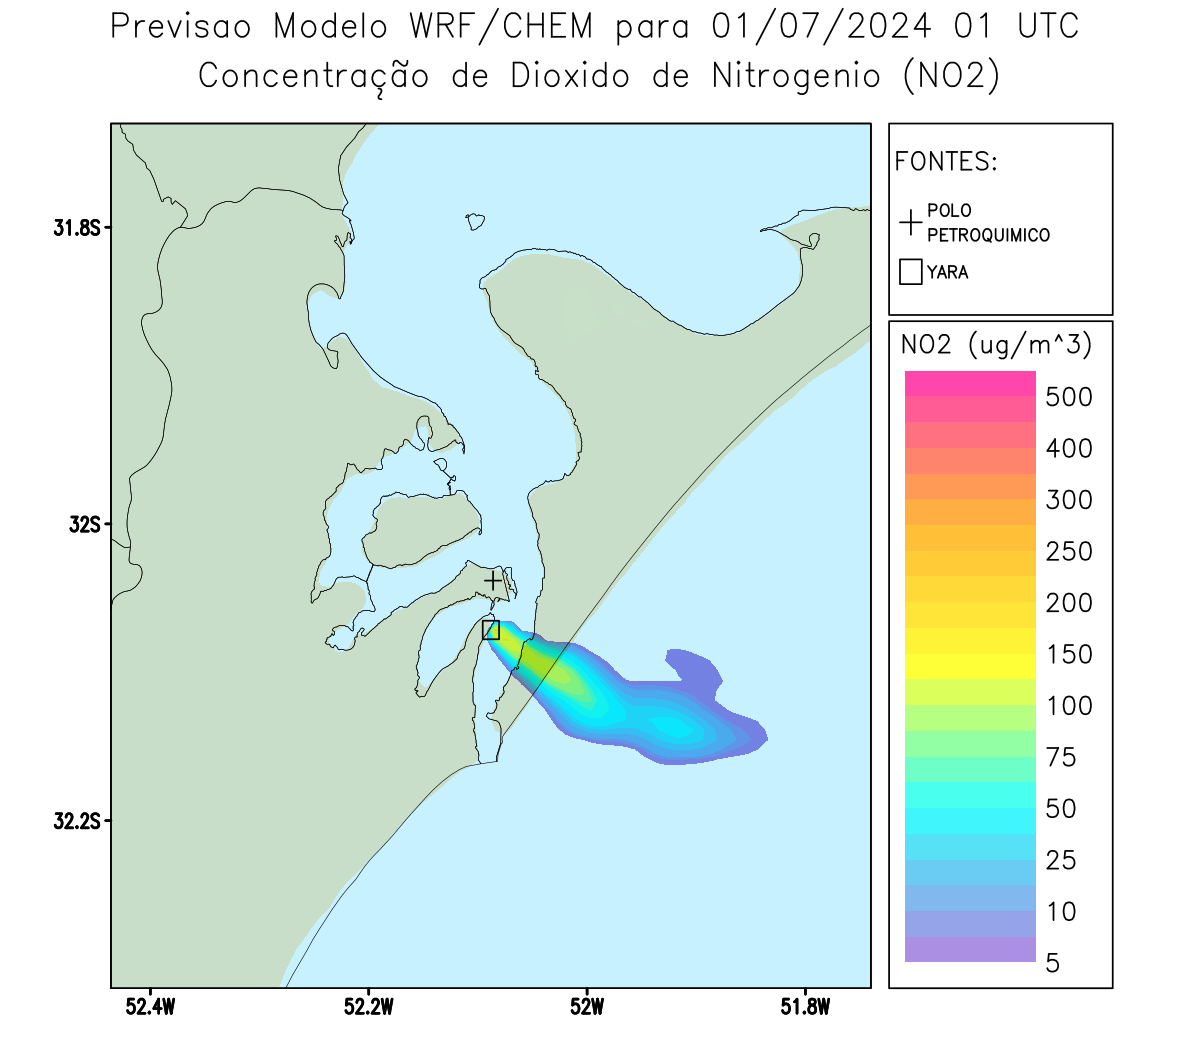 Previsao Modelo WRF/CHEM para 01/07/2024 01 UTC
Concentração de Dioxido de Nitrogenio (NO2)
FONTES:
POLO
PETROQUIMICO
YARA
31.8S
32S
32.2S
52.4W
52.2W
52W
51.8W
NO2 (ug/m^3)
500
400
300
250
200
150
100
75
50
25
10
5